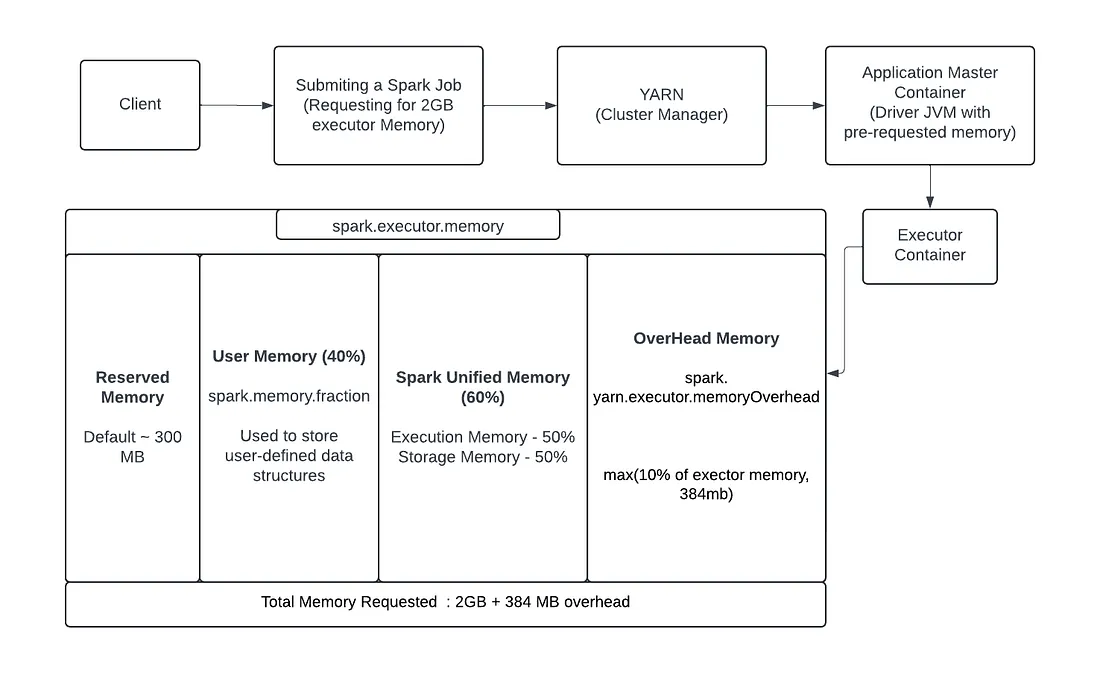 Client
Submiting a Spark Job
(Requesting for 2GB
executor Memory)
YARN
(Cluster Manager)
Application Master
Container
(Driver JVM with
pre-requested memory)
Executor
Container
spark.executor.memory
Reserved
Memory
Default ~ 300
MB
User Memory (40%)
spark.memory.fraction
Used to store
user-defined data
structures
Spark Unified Memory
(60%)
Execution Memory - 50%
Storage Memory - 50%
OverHead Memory
spark.
yarn.executor.memoryOverhead
max(10% of exector memory,
384mb)
Total Memory Requested : 2GB + 384 MB overhead